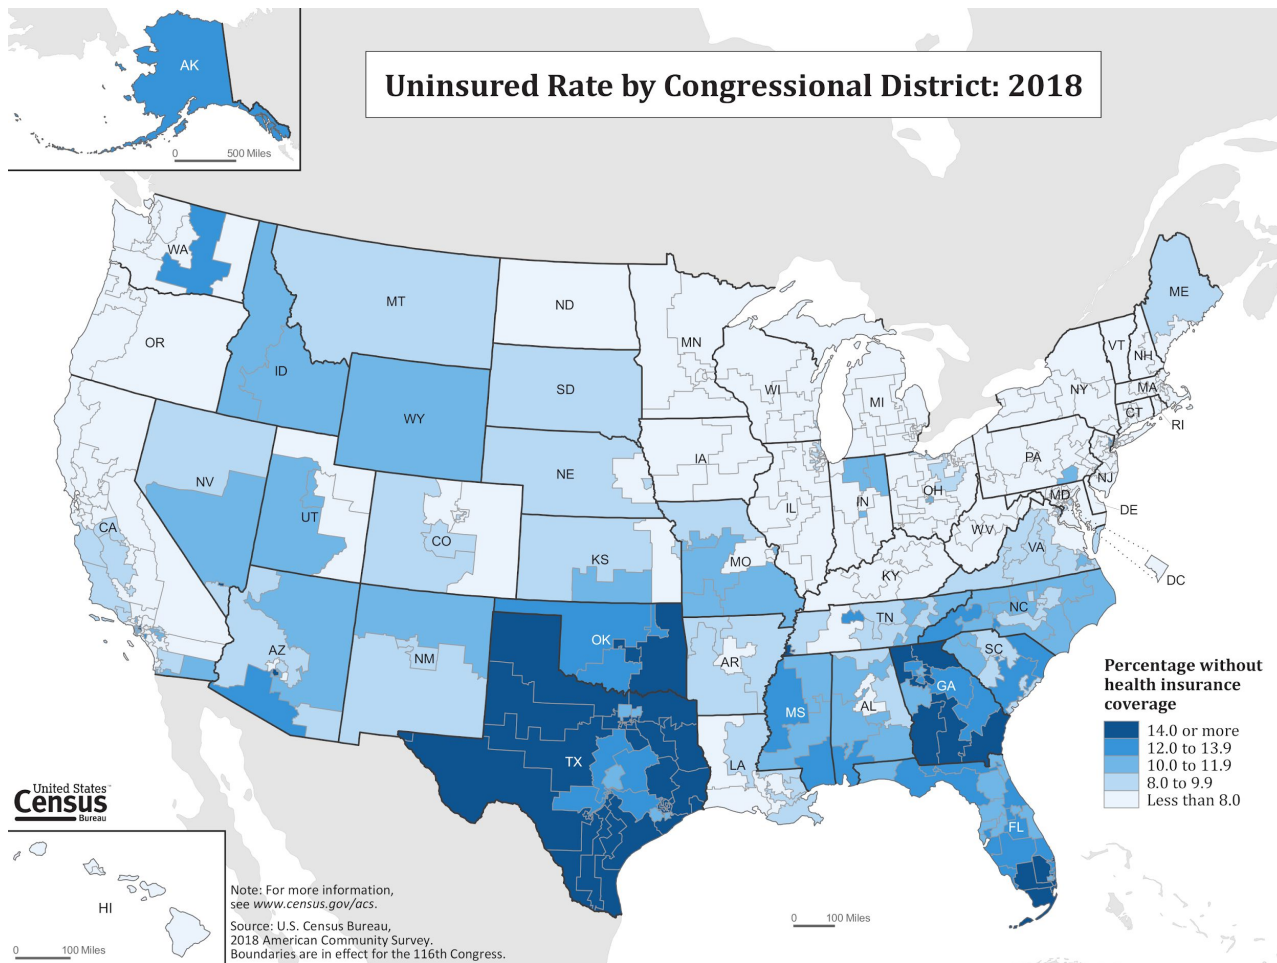 AK
0 500 Miles
Uninsured Rate by Congressional District: 2018
WA
MT
ND
MN
ME
OR
ID
SD
WI
VT
NH
NY
MA
MI
WY
CT
RI
IA
NE
PA
NV
NJ
OH
UT
IL
IN
MD
DE
CA
CO
WV
VA
KS
MO
KY
DC
NC
TN
OK
AZ
NM
AR
SC
GA
AL
MS
TX
LA
FL
HI
Percentage without
health insurance
coverage
14.0 or more
12.0 to 13.9
10.0 to 11.9
8.0 to 9.9
Less than 8.0
United States
Census
Bureau
0 100 Miles
Note: For more information,
see www.census.gov/acs.
Source: U.S. Census Bureau,
2018 American Community Survey.
Boundaries are in effect for the 116th Congress.
0 100 Miles